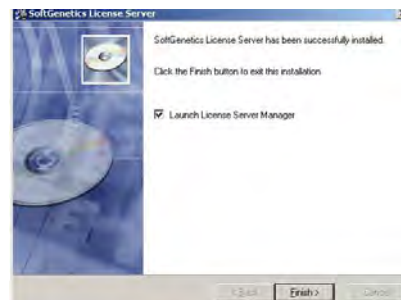 SoftGenetics License Server
SoftGenetics License Server has been successfully installed.
Click the Finish button to exit this installation
Launch License Server Manager
< Back
Finish >
Cancel